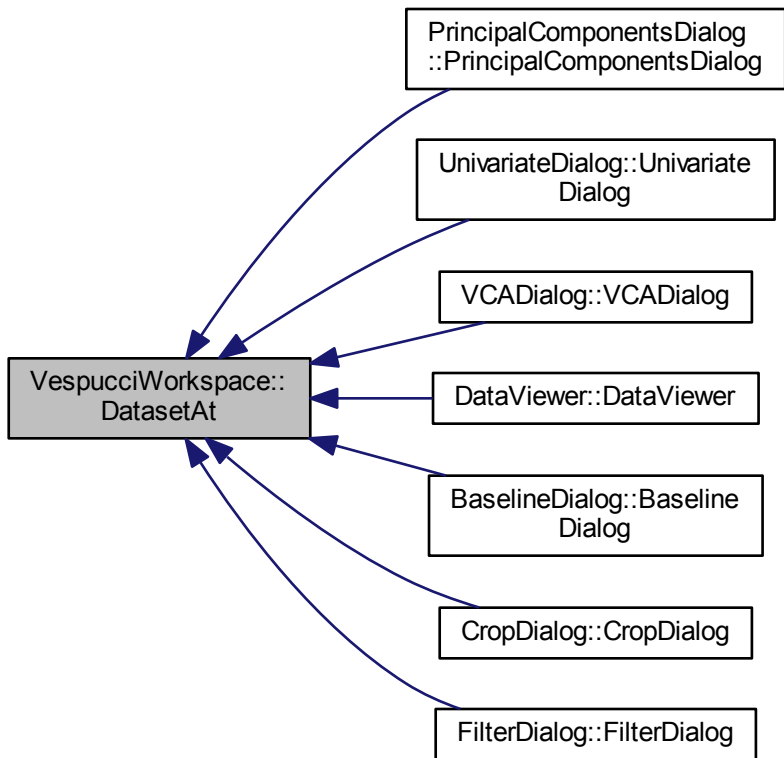 PrincipalComponentsDialog
::PrincipalComponentsDialog
UnivariateDialog::Univariate
Dialog
VCADialog::VCADialog
VespucciWorkspace::
DatasetAt
DataViewer::DataViewer
BaselineDialog::Baseline
Dialog
CropDialog::CropDialog
FilterDialog::FilterDialog